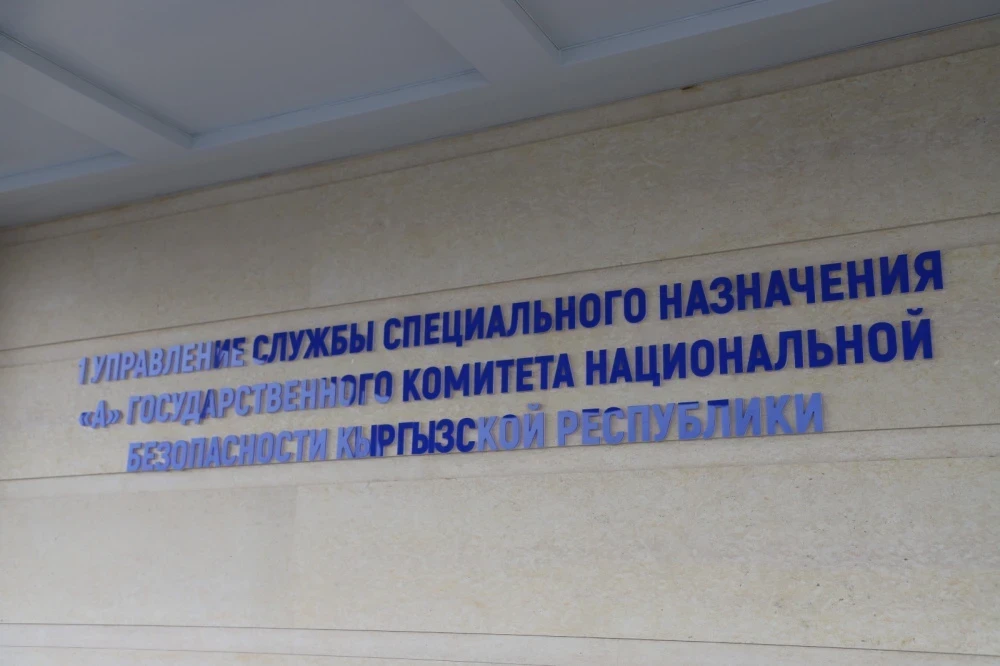 1 УПРАВЛЕНИЕ СЛУЖБЫ СПЕЦИАЛЬНОГО НАЗНАЧЕНИЯ
«А» ГОСУДАРСТВЕННОГО КОМИТЕТА НАЦИОНАЛЬНОЙ
БЕЗОПАСНОСТИ КЫРГЫЗСКОЙ РЕСПУБЛИКИ